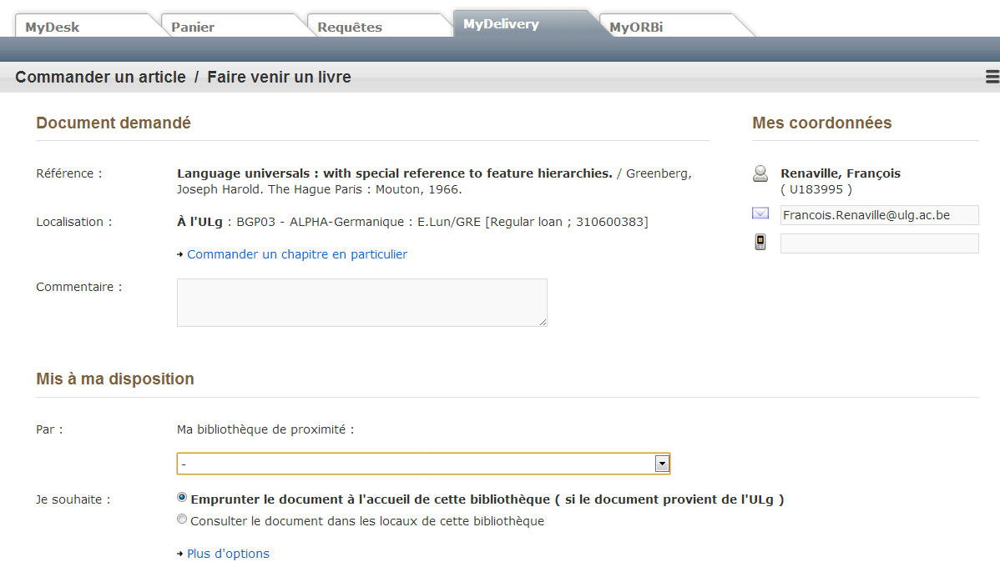 MyDesk
Panier
Requêtes
MyDelivery
MyORBi
Commander un article / Faire venir un livre
Document demandé
Mes coordonnées
Référence :
Language universals : with special reference to feature hierarchies. / Greenberg,
Joseph Harold. The Hague Paris : Mouton, 1966.
Renaville, François
( U183995 )
Localisation :
À l'ULg : BGP03 - ALPHA-Germanique : E.Lun/GRE [Regular loan ; 310600383]
Francois.Renaville@ulg.ac.be
Commander un chapitre en particulier
Commentaire :
Mis à ma disposition
Par :
Ma bibliothèque de proximité :
-
Je souhaite :
Emprunter le document à l'accueil de cette bibliothèque ( si le document provient de l'ULg )
Consulter le document dans les locaux de cette bibliothèque
Plus d'options